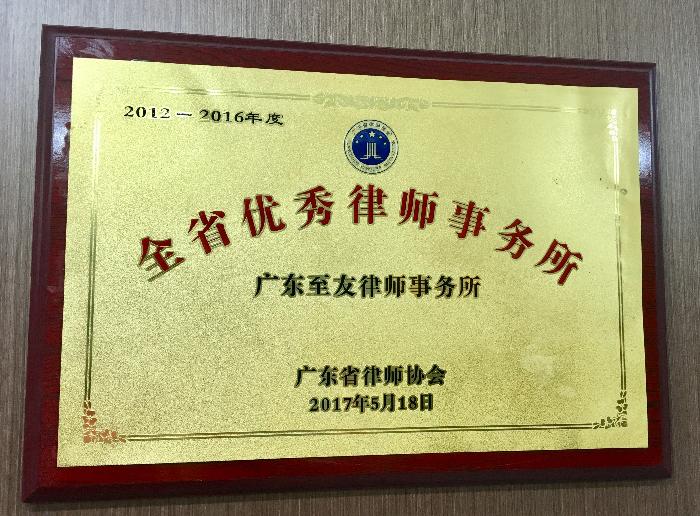 2012－2016年度
全省优秀律师事务所
广东至友律师事务所
广东省律师协会
2017年5月18日